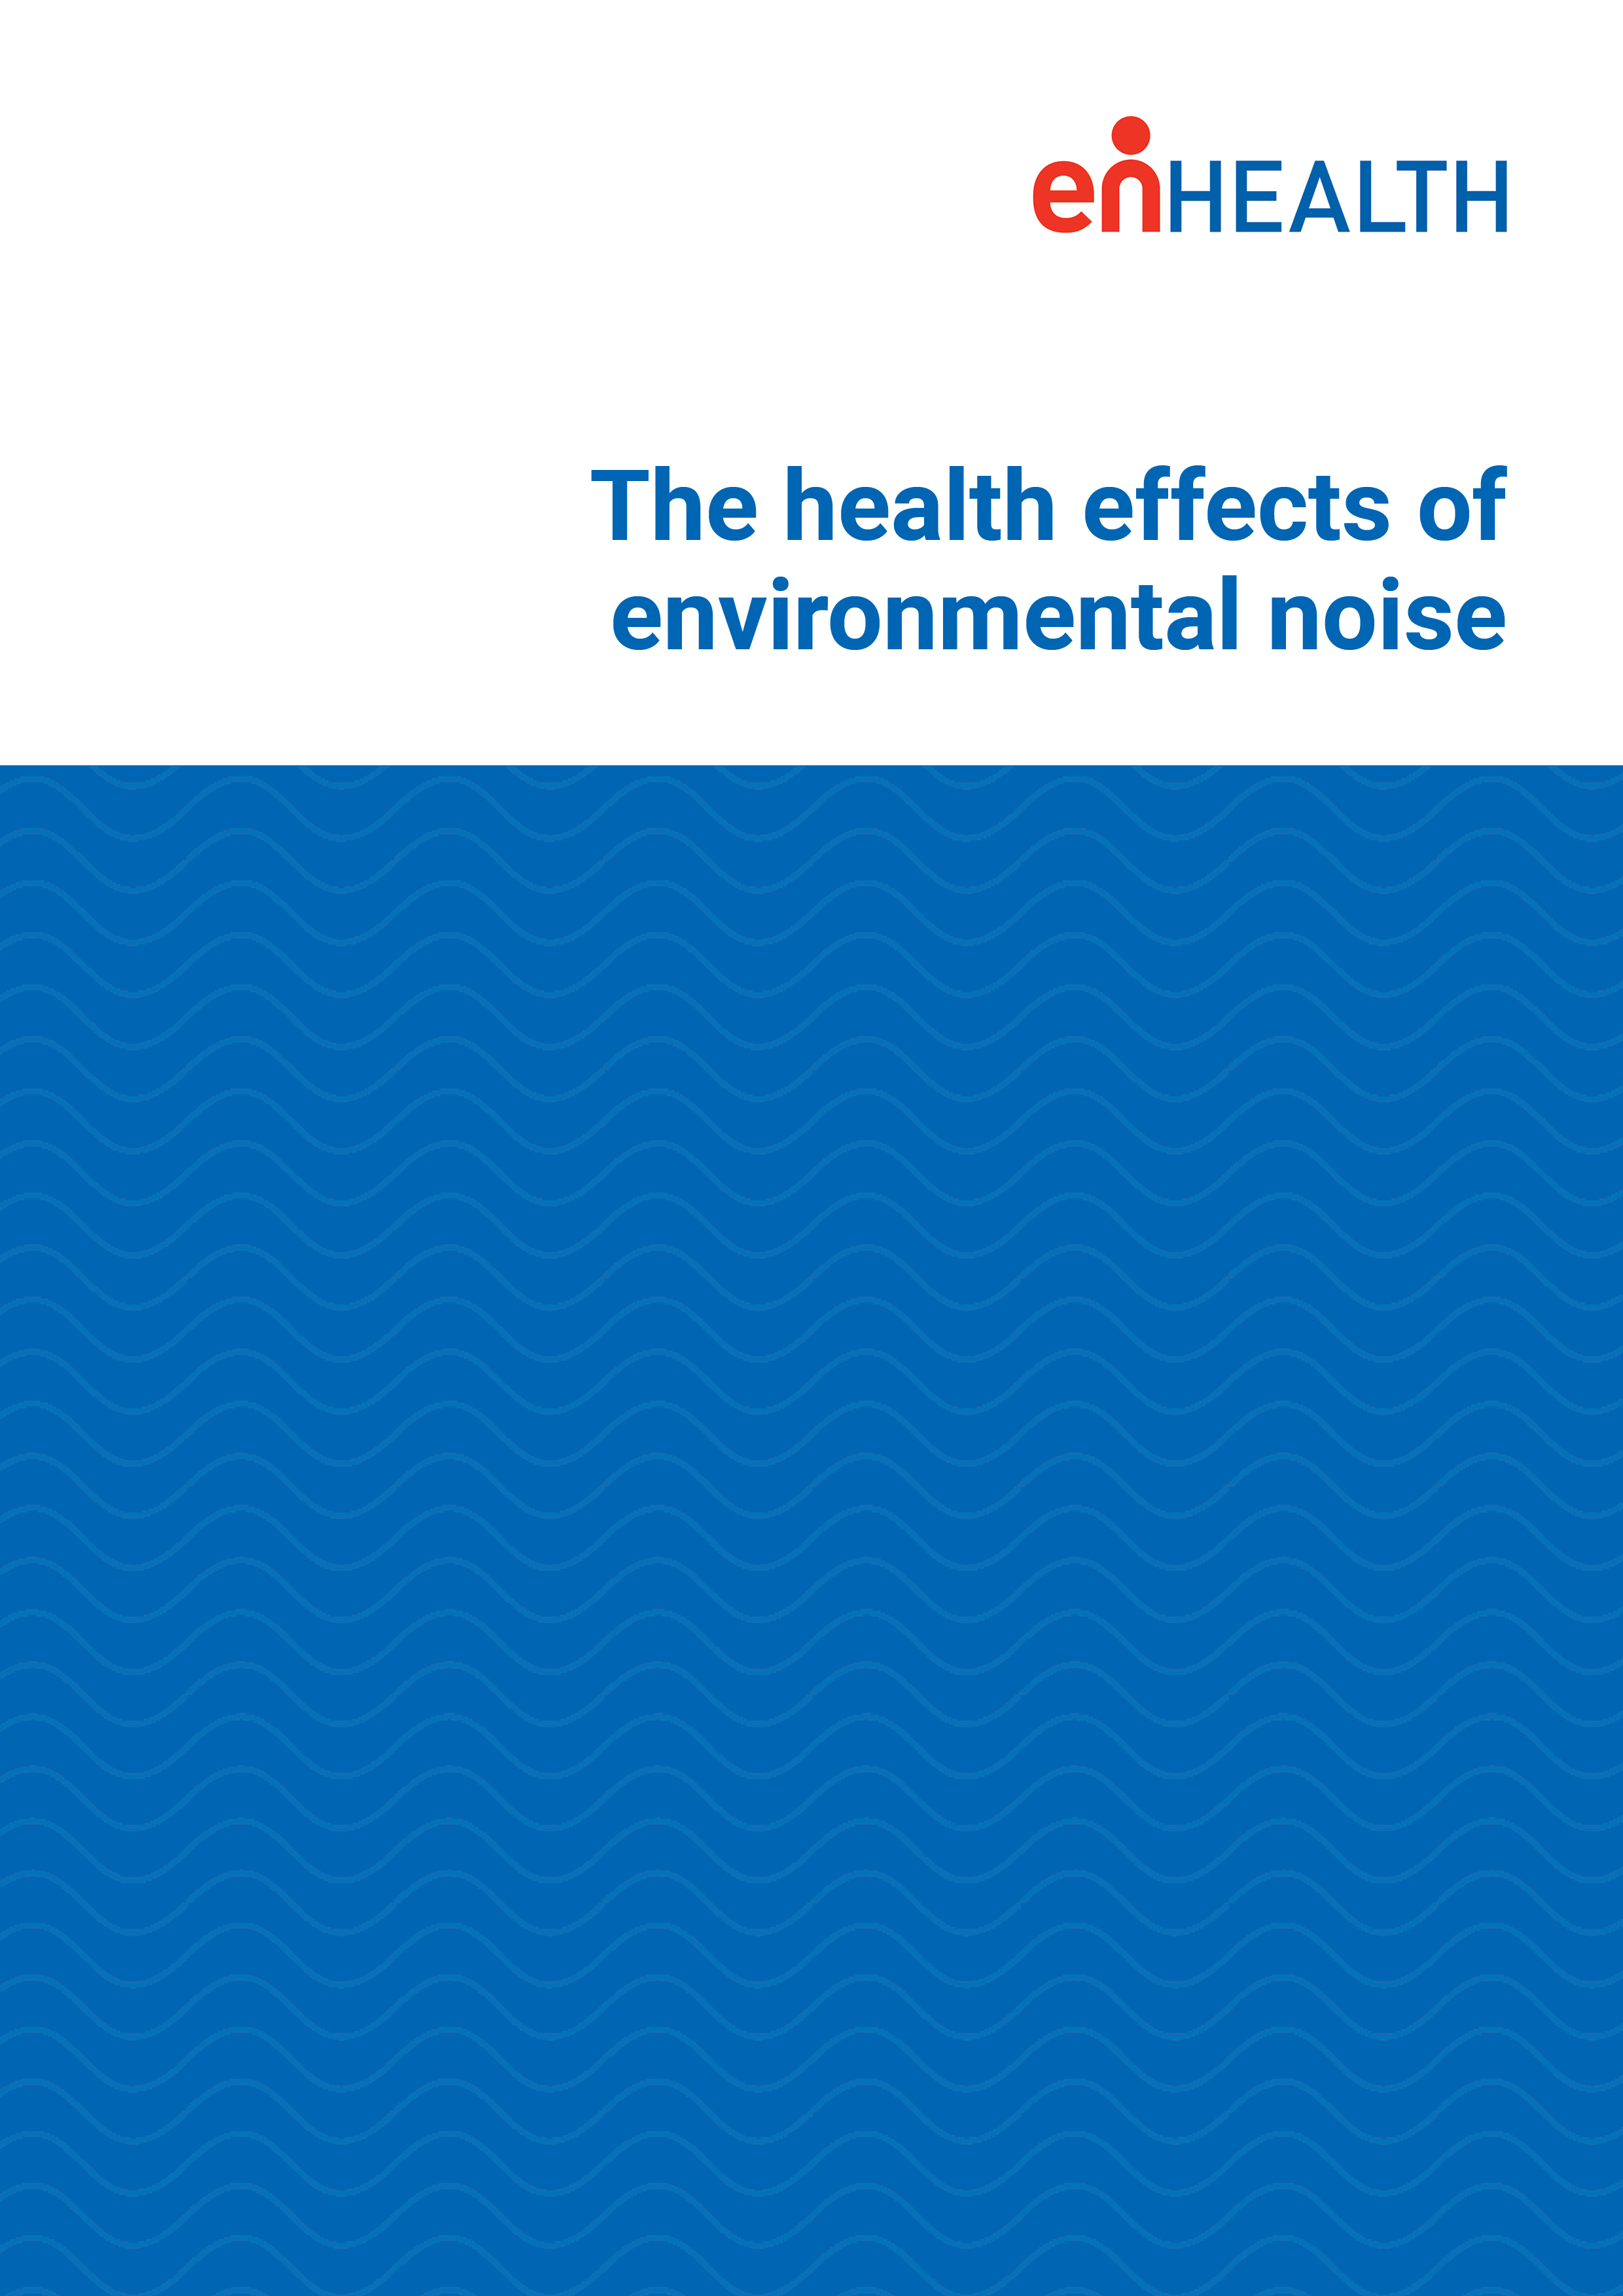 enHEALTH
The health effects of
environmental noise